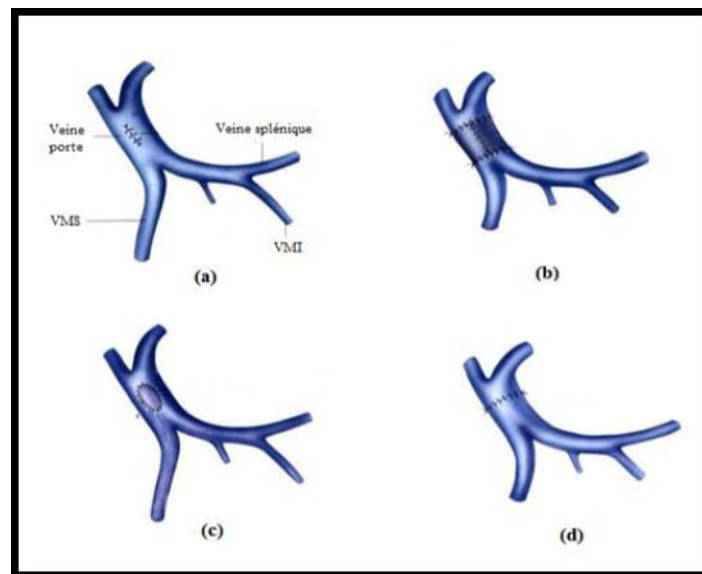 Veine porte
Veine splénique
VMS
VMI
(a)
(b)
(c)
(d)